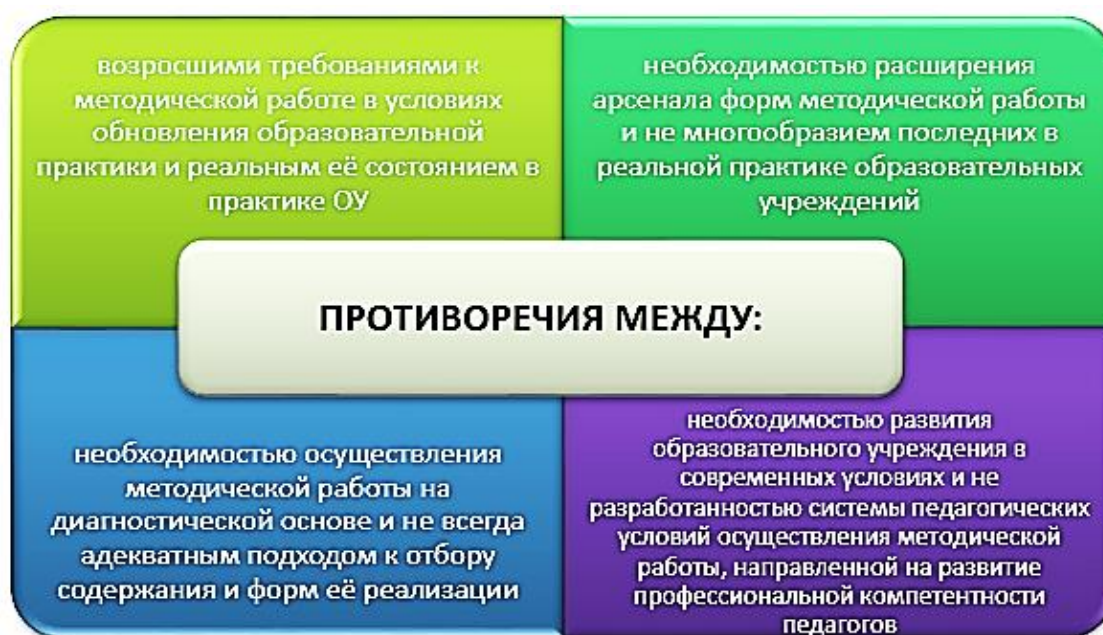 возросшими требованиями к
методической работе в условиях
обновления образовательной
практики и реальным её состоянием в
практике ОУ
необходимостью расширения
арсенала форм методической работы
и не многообразием последних в
реальной практике образовательных
учреждений
ПРОТИВОРЕЧИЯ МЕЖДУ:
необходимостью осуществления
методической работы на
диагностической основе и не всегда
адекватным подходом к отбору
содержания и форм её реализации
необходимостью развития
образовательного учреждения в
современных условиях и не
разработанностью системы педагогических
условий осуществления методической
работы, направленной на развитие
профессиональной компетентности
педагогов